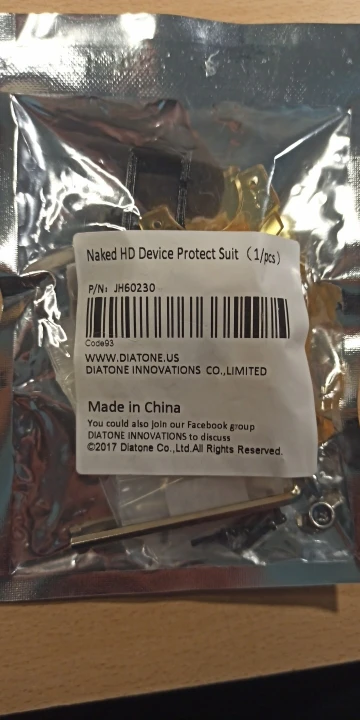 Naked HD Device Protect Suit（1/pcs）
P/N: JH60230
Code93
WWW.DIATONE.US
DIATONE INNOVATIONS CO.,LIMITED
Made in China
You could also join our Facebook group
DIATONE INNOVATIONS to discuss
©2017 Diatone Co.,Ltd.All Rights Reserved.